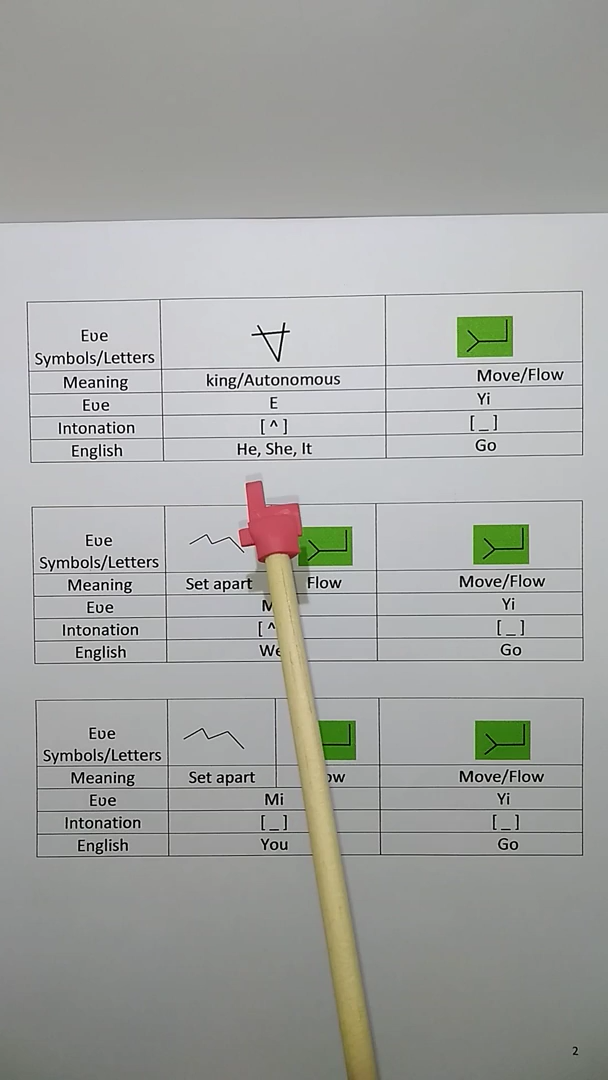 Eʋe
Symbols/Letters
Meaning king/Autonomous Move/Flow
Eʋe E Yi
Intonation [ ^ ] [ _ ]
English He, She, It Go
Eʋe
Symbols/Letters
Meaning Set apart Flow Move/Flow
Eʋe Yi
Intonation [ ^ [ _ ]
English We Go
Eʋe
Symbols/Letters
Meaning Set apart Move/Flow
Eʋe Mi Yi
Intonation [ _ ] [ _ ]
English You Go
2